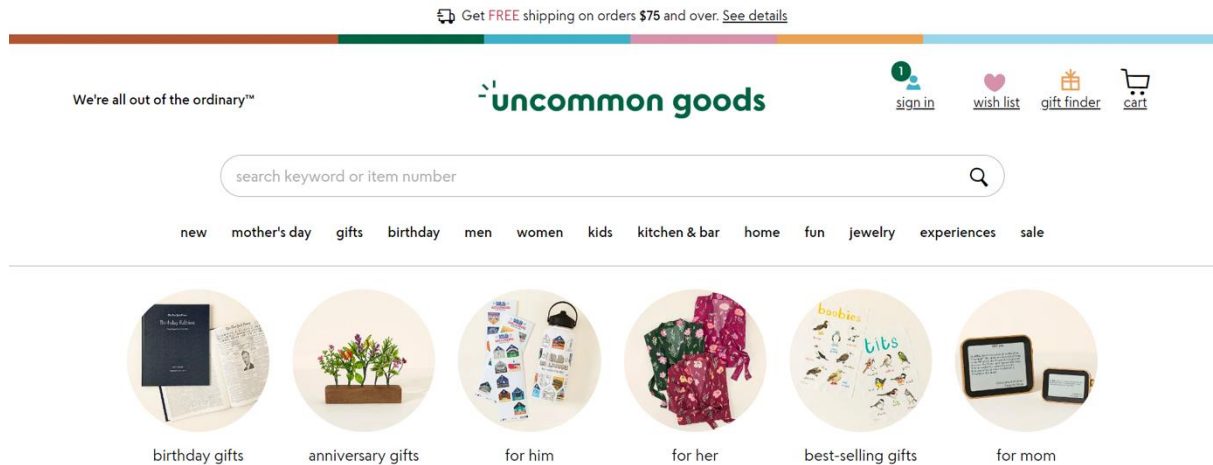 Get FREE shipping on orders $75 and over. See details
We're all out of the ordinary™
uncommon goods
1
sign in
wish list
gift finder
cart
search keyword or item number
new mother's day gifts birthday men women kids kitchen & bar home fun jewelry experiences sale
boobies
tits
birthday gifts
anniversary gifts
for him
for her
best-selling gifts
for mom